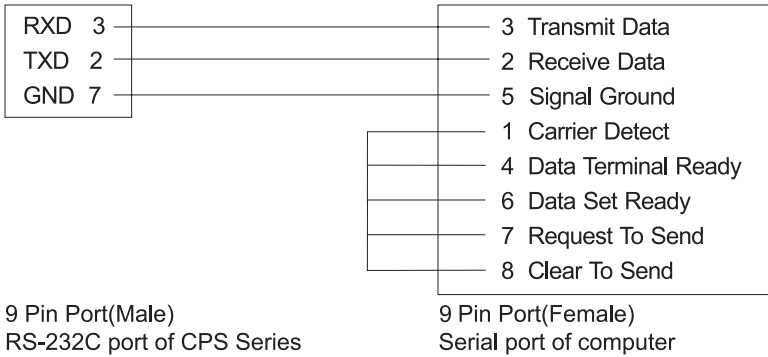 RXD 3 3 Transmit Data
TXD 2 2 Receive Data
GND 7 5 Signal Ground
1 Carrier Detect
4 Data Terminal Ready
6 Data Set Ready
7 Request To Send
8 Clear To Send
9 Pin Port(Male) 9 Pin Port(Female)
RS-232C port of CPS Series Serial port of computer